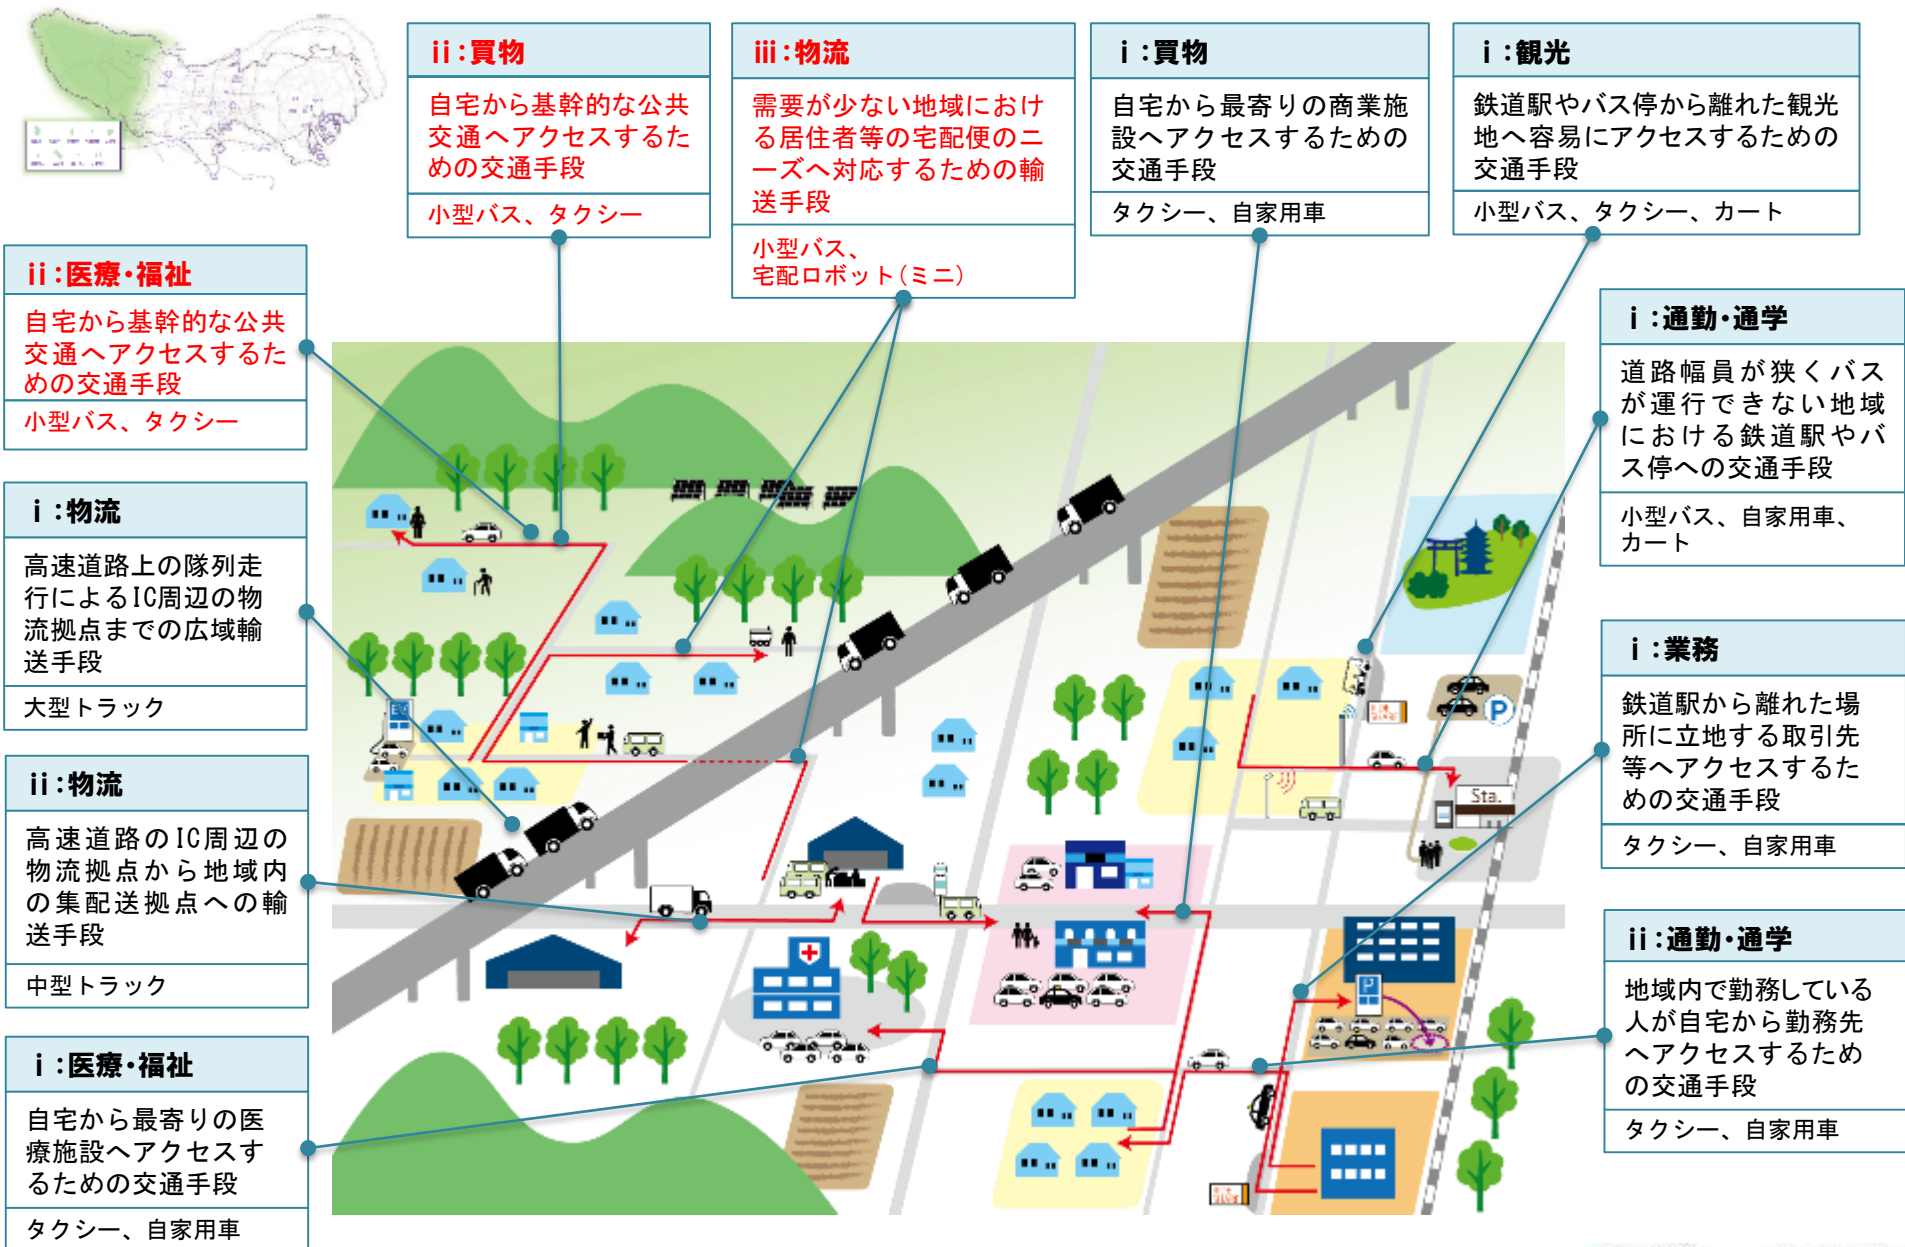 ⅱ:買物
自宅から基幹的な公共
交通へアクセスするた
めの交通手段
小型バス、タクシー
ⅲ:物流
需要が少ない地域におけ
る居住者等の宅配便のニ
ーズへ対応するための輸
送手段
小型バス、
宅配ロボット(ミニ)
ⅰ:買物
自宅から最寄りの商業施
設へアクセスするための
交通手段
タクシー、自家用車
ⅰ:観光
鉄道駅やバス停から離れた観光
地へ容易にアクセスするための
交通手段
小型バス、タクシー、カート
ⅱ:医療・福祉
自宅から基幹的な公共
交通へアクセスするた
めの交通手段
小型バス、タクシー
ⅰ:物流
高速道路上の隊列走
行によるIC周辺の物
流拠点までの広域輸
送手段
大型トラック
ⅱ:物流
高速道路のIC周辺の
物流拠点から地域内
の集配送拠点への輸
送手段
中型トラック
ⅰ:医療・福祉
自宅から最寄りの医
療施設へアクセスす
るための交通手段
タクシー、自家用車
ⅰ:通勤・通学
道路幅員が狭くバス
が運行できない地域
における鉄道駅やバ
ス停への交通手段
小型バス、自家用車、
カート
ⅰ:業務
鉄道駅から離れた場
所に立地する取引先
等へアクセスするた
めの交通手段
タクシー、自家用車
ⅱ:通勤・通学
地域内で勤務している
人が自宅から勤務先
へアクセスするため
の交通手段
タクシー、自家用車
EV
P
Sta.
P